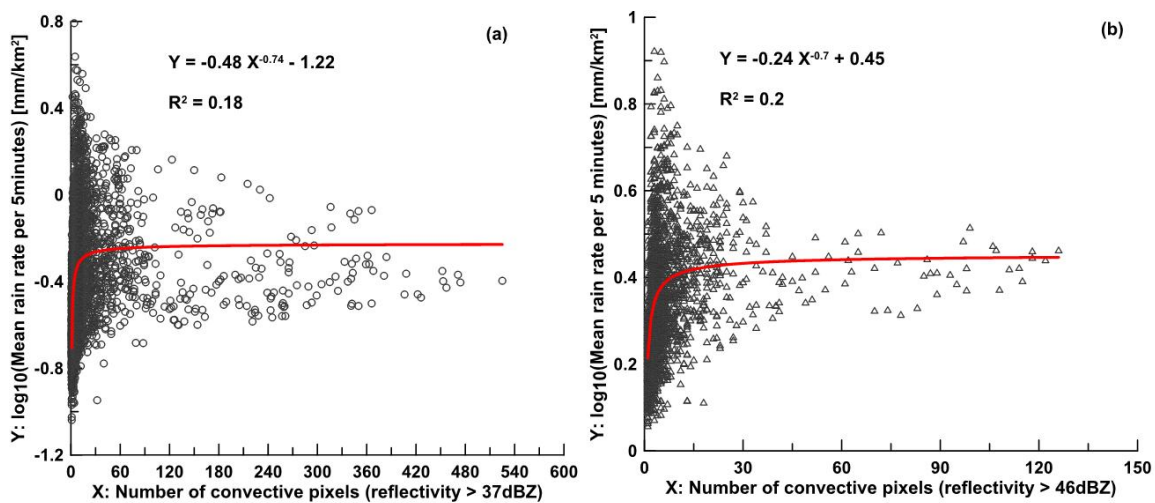 (a)
Y = -0.48 X^-0.74 - 1.22
R² = 0.18
Y: log10(Mean rain rate per 5minutes) [mm/km²]
0.8
0.4
0
-0.4
-0.8
-1.2
0 60 120 180 240 300 360 420 480 540 600
X: Number of convective pixels (reflectivity > 37dBZ)
(b)
Y = -0.24 X^-0.7 + 0.45
R² = 0.2
Y: log10(Mean rain rate per 5 minutes) [mm/km²]
1
0.8
0.6
0.4
0.2
0
0 30 60 90 120 150
X: Number of convective pixels (reflectivity > 46dBZ)